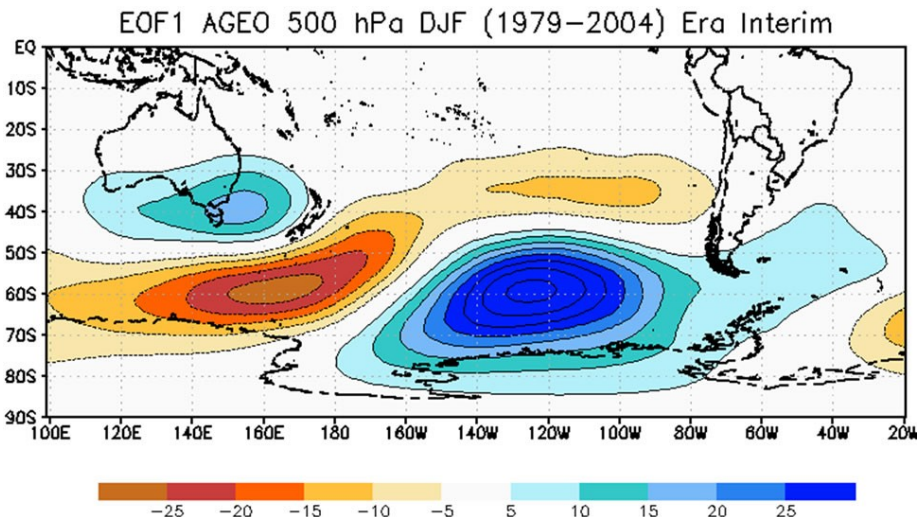 EOF1 AGEO 500 hPa DJF (1979−2004) Era Interim
EQ
10S
20S
30S
40S
50S
60S
70S
80S
90S
100E 120E 140E 160E 180 160W 140W 120W 100W 80W 60W 40W 20W
−25 −20 −15 −10 −5 5 10 15 20 25